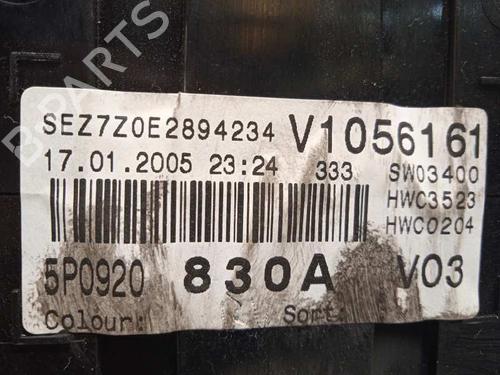 B-PARTS
SEZ7Z0E2894234 V1056161
17.01.2005 23:24 333 SW03400
HWC3523
HWC0204
5P0920 830A V03
Colour: Sort: